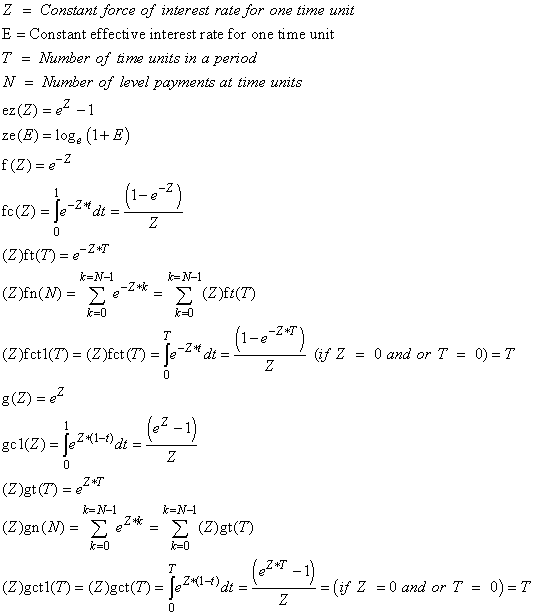 Z = Constant force of interest rate for one time unit
E = Constant effective interest rate for one time unit
T = Number of time units in a period
N = Number of level payments at time units
ez(Z) = e^Z − 1
ze(E) = log_e (1 + E)
f(Z) = e^{−Z}
fc(Z) = ∫_0^1 e^{−Z*t} dt = (1 − e^{−Z}) / Z
(Z)ft(T) = e^{−Z*T}
(Z)fn(N) = ∑_{k=0}^{k=N−1} e^{−Z*k} = ∑_{k=0}^{k=N−1} (Z)ft(T)
(Z)fct1(T) = (Z)fct(T) = ∫_0^T e^{−Z*t} dt = (1 − e^{−Z*T}) / Z (if Z = 0 and or T = 0) = T
g(Z) = e^Z
gc1(Z) = ∫_0^1 e^{Z*(1−t)} dt = (e^Z − 1) / Z
(Z)gt(T) = e^{Z*T}
(Z)gn(N) = ∑_{k=0}^{k=N−1} e^{Z*k} = ∑_{k=0}^{k=N−1} (Z)gt(T)
(Z)gct1(T) = (Z)gct(T) = ∫_0^T e^{Z*(1−t)} dt = (e^{Z*T} − 1) / Z = (if Z = 0 and or T = 0) = T